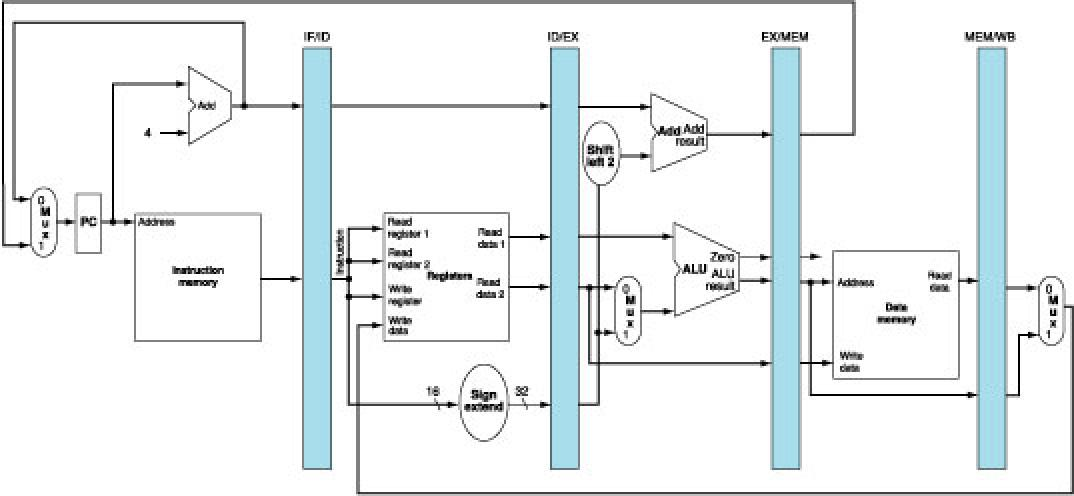 IF/ID
ID/EX
EX/MEM
MEM/WB
Add
4
Shift
left 2
Add Add
result
0
M
u
x
1
PC
Address
Instruction
memory
Instruction
Read
register 1
Read
register 2
Write
register
Write
data
Registers
Read
data 1
Read
data 2
0
M
u
x
1
Zero
ALU
ALU
result
Address
Read
data
Data
memory
Write
data
0
M
u
x
1
16
Sign
extend
32